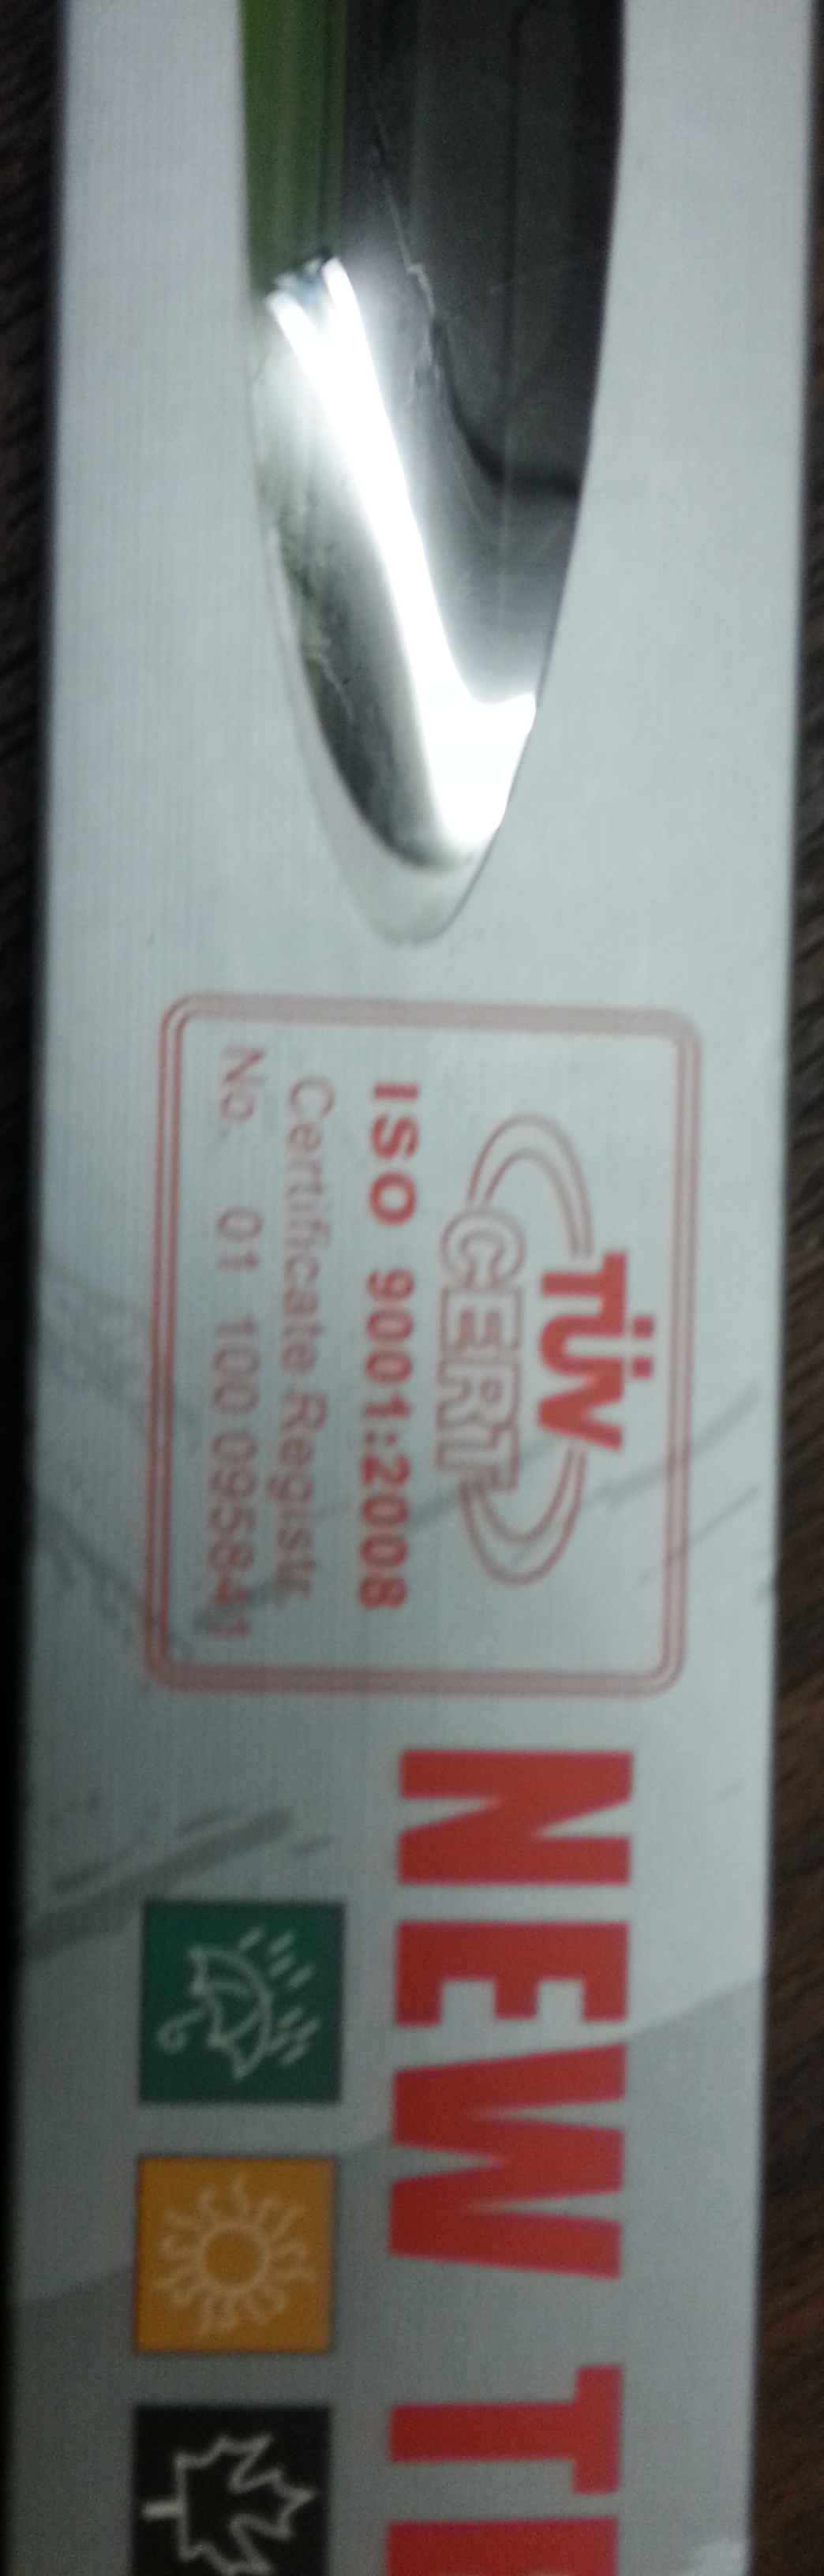 TÜV
CERT
ISO 9001:2008
Certificate Registr.
No. 01 100
NEW